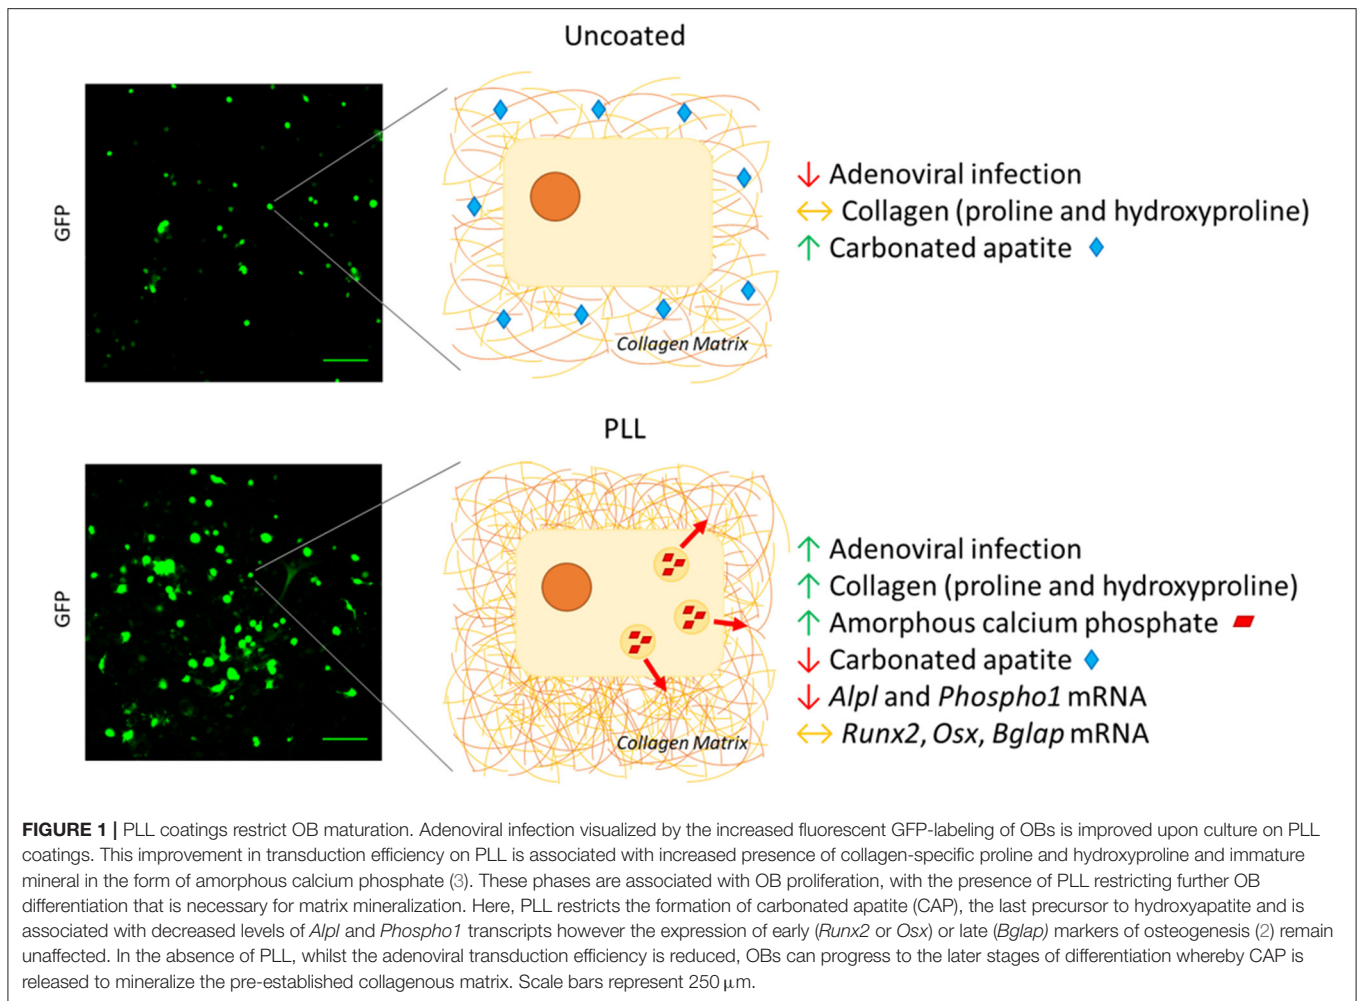 Uncoated
GFP
↓ Adenoviral infection
↔ Collagen (proline and hydroxyproline)
↑ Carbonated apatite
Collagen Matrix
PLL
GFP
↑ Adenoviral infection
↑ Collagen (proline and hydroxyproline)
↑ Amorphous calcium phosphate
↓ Carbonated apatite
↓ Alpl and Phospho1 mRNA
↔ Runx2, Osx, Bglap mRNA
Collagen Matrix
FIGURE 1 | PLL coatings restrict OB maturation. Adenoviral infection visualized by the increased fluorescent GFP-labeling of OBs is improved upon culture on PLL
coatings. This improvement in transduction efficiency on PLL is associated with increased presence of collagen-specific proline and hydroxyproline and immature
mineral in the form of amorphous calcium phosphate (3). These phases are associated with OB proliferation, with the presence of PLL restricting further OB
differentiation that is necessary for matrix mineralization. Here, PLL restricts the formation of carbonated apatite (CAP), the last precursor to hydroxyapatite and is
associated with decreased levels of Alpl and Phospho1 transcripts however the expression of early (Runx2 or Osx) or late (Bglap) markers of osteogenesis (2) remain
unaffected. In the absence of PLL, whilst the adenoviral transduction efficiency is reduced, OBs can progress to the later stages of differentiation whereby CAP is
released to mineralize the pre-established collagenous matrix. Scale bars represent 250 μm.